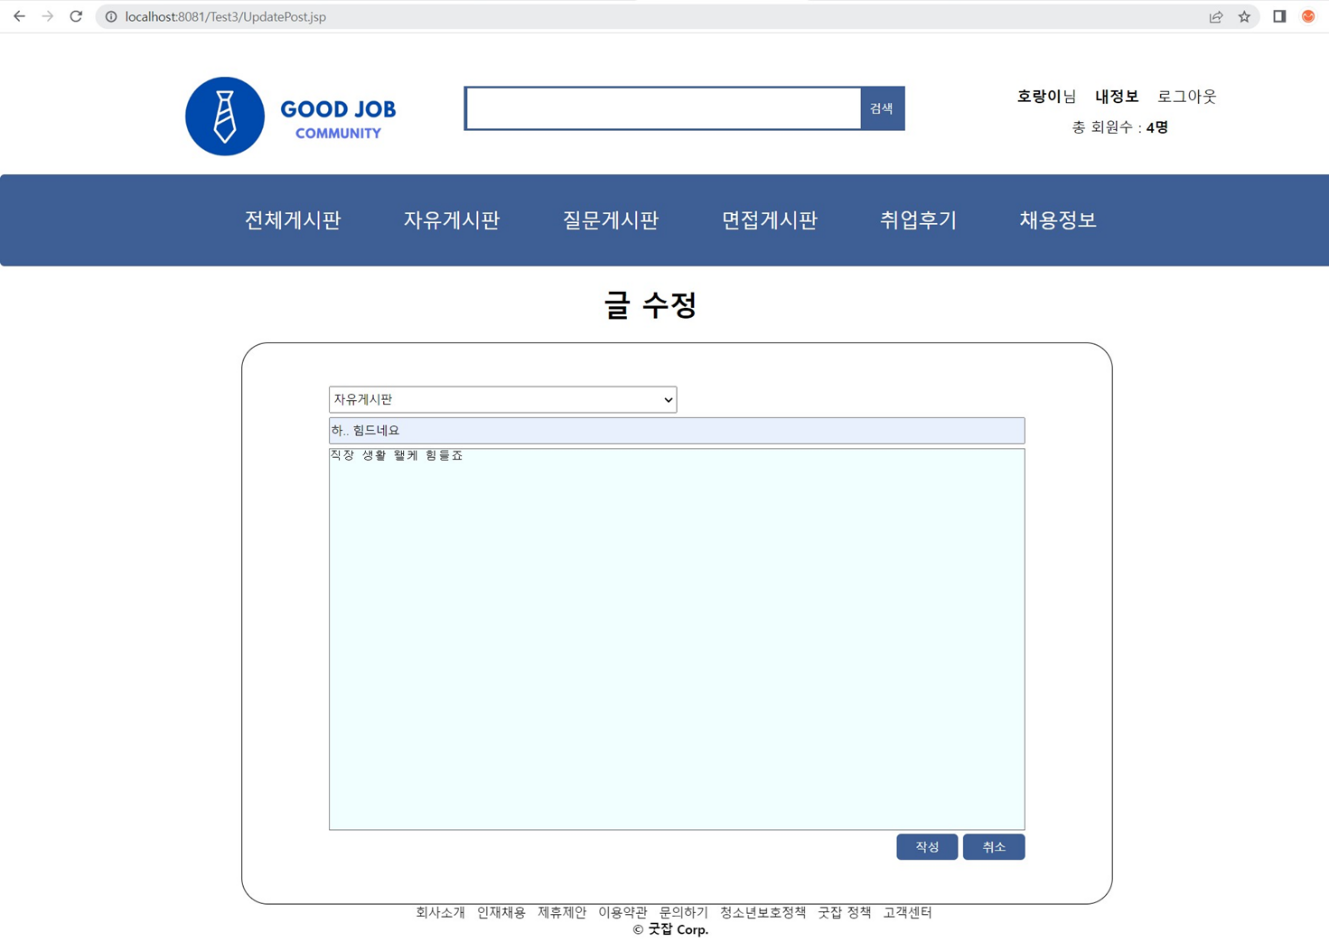 localhost:8081/Test3/UpdatePost.jsp
GOOD JOB
COMMUNITY
검색
호랑이님 내정보 로그아웃
총 회원수 : 4명
전체게시판 자유게시판 질문게시판 면접게시판 취업후기 채용정보
글 수정
자유게시판
하.. 힘드네요
직장 생활 왤케 힘들죠
작성 취소
회사소개 인재채용 제휴제안 이용약관 문의하기 청소년보호정책 굿잡 정책 고객센터
© 굿잡 Corp.